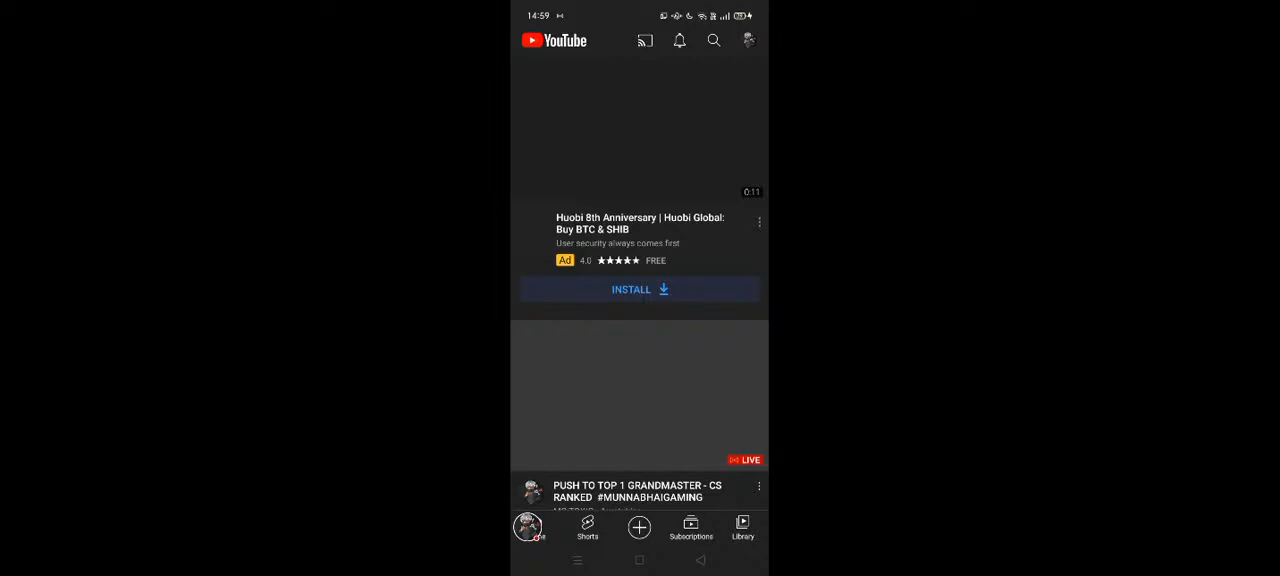 14:59
YouTube
0:11
Huobi 8th Anniversary | Huobi Global:
Buy BTC & SHIB
User security always comes first
Ad 4.0 ★★★★★ FREE
INSTALL
LIVE
PUSH TO TOP 1 GRANDMASTER - CS
RANKED #MUNNABHAIGAMING
Shorts
Subscriptions
Library